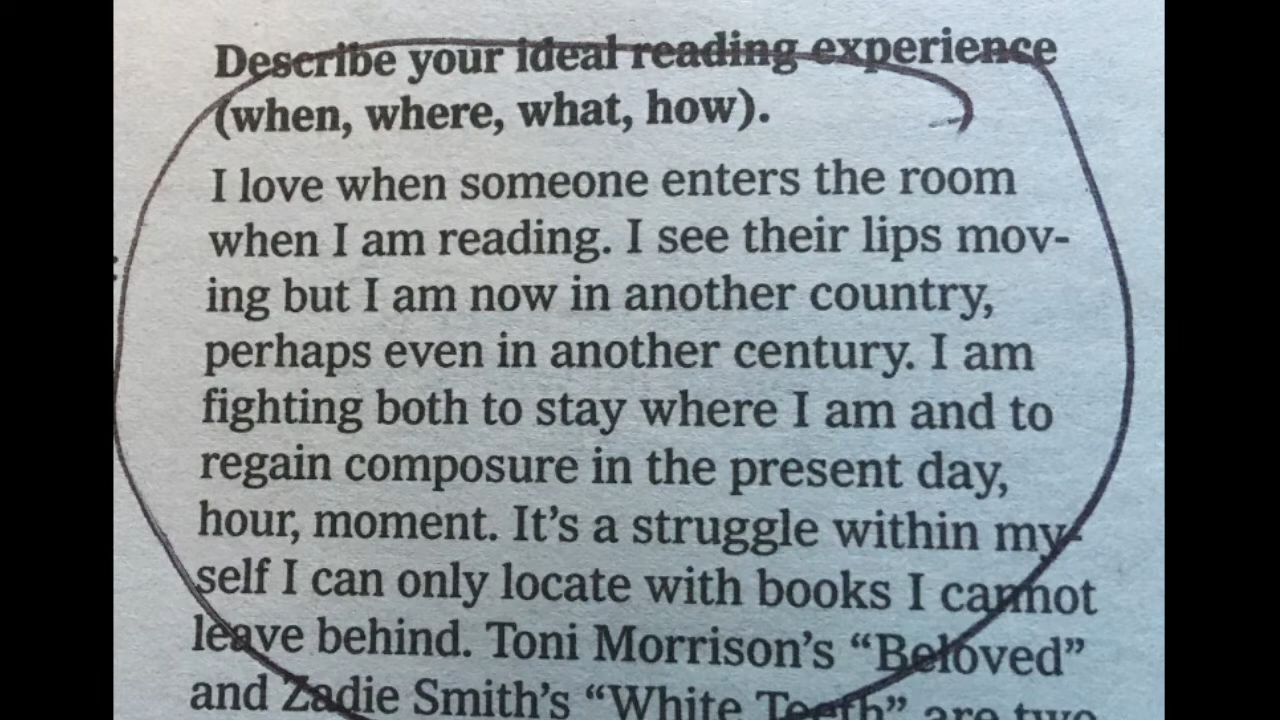 Describe your ideal reading experience
(when, where, what, how).
I love when someone enters the room
when I am reading. I see their lips mov-
ing but I am now in another country,
perhaps even in another century. I am
fighting both to stay where I am and to
regain composure in the present day,
hour, moment. It’s a struggle within my-
self I can only locate with books I cannot
leave behind. Toni Morrison’s “Beloved”
and Zadie Smith’s “White Teeth” are two